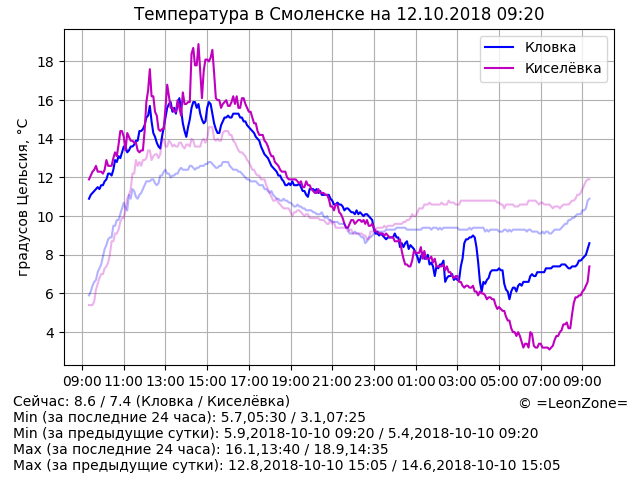 Температура в Смоленске на 12.10.2018 09:20
Кловка
Киселёвка
градусов Цельсия, °C
18
16
14
12
10
8
6
4
09:00 11:00 13:00 15:00 17:00 19:00 21:00 23:00 01:00 03:00 05:00 07:00 09:00
Сейчас: 8.6 / 7.4 (Кловка / Киселёвка)
© =LeonZone=
Min (за последние 24 часа): 5.7,05:30 / 3.1,07:25
Min (за предыдущие сутки): 5.9,2018-10-10 09:20 / 5.4,2018-10-10 09:20
Max (за последние 24 часа): 16.1,13:40 / 18.9,14:35
Max (за предыдущие сутки): 12.8,2018-10-10 15:05 / 14.6,2018-10-10 15:05